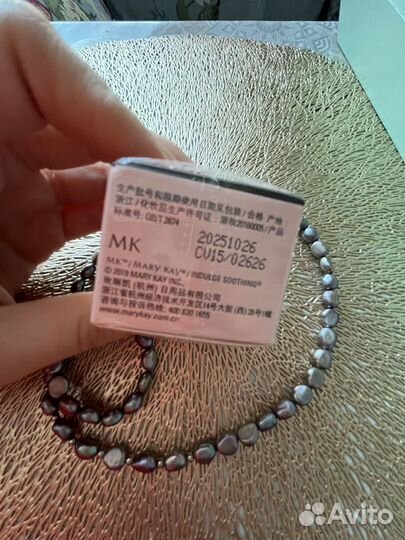 生产批号和限期使用日期见包装/合格 产地:
浙江/化妆品生产许可证:浙妆20160005/产品
标准号: GB/T 2874
20251026
MK CV15/02626
MK™/ MARY KAY™/INDULGE SOOTHING™
© 2019 MARY KAY INC.
玫琳凯 (杭州) 日用品有限公司
浙江省杭州经济技术开发区14号大街 (西) 35号1幢
咨询与投诉热线: 400 820 1655
www.marykay.com.cn
Avito